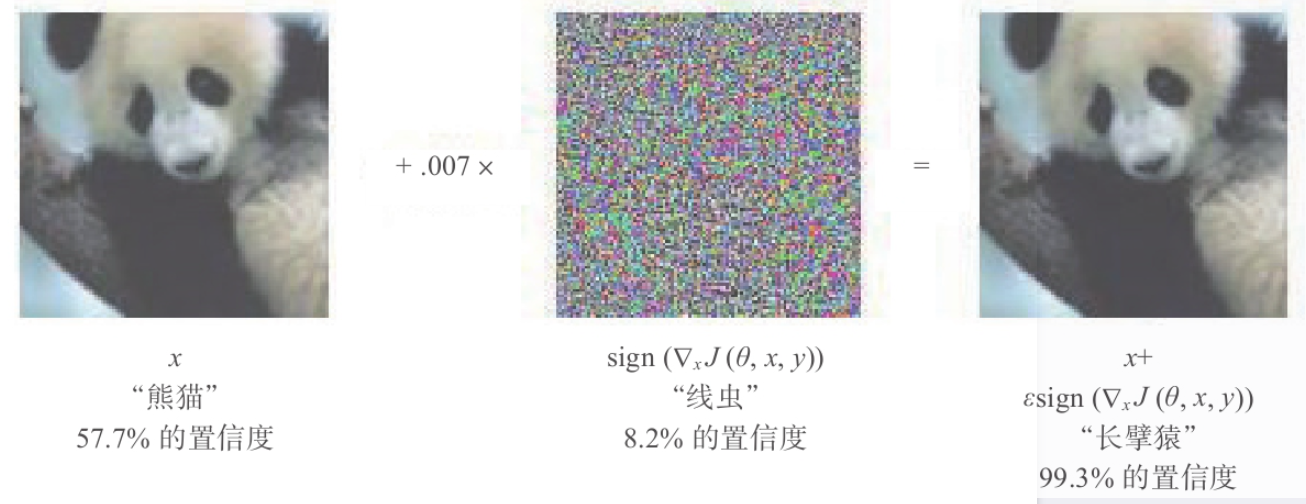 + .007 ×
=
x
“熊猫”
57.7% 的置信度
sign (∇ₓJ (θ, x, y))
“线虫”
8.2% 的置信度
x+
εsign (∇ₓJ (θ, x, y))
“长擘猿”
99.3% 的置信度